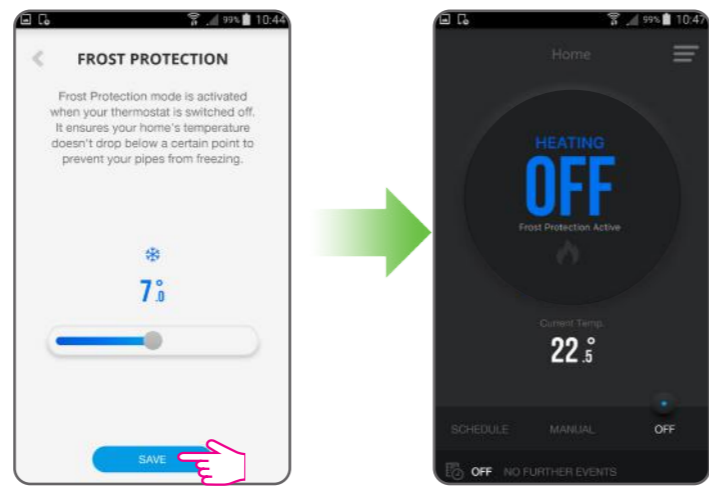 99% 10:44
FROST PROTECTION
Frost Protection mode is activated
when your thermostat is switched off.
It ensures your home's temperature
doesn't drop below a certain point to
prevent your pipes from freezing.
7.0°
SAVE
99% 10:47
Home
HEATING
OFF
Frost Protection Active
Current Temp.
22.5°
SCHEDULE MANUAL OFF
OFF NO FURTHER EVENTS